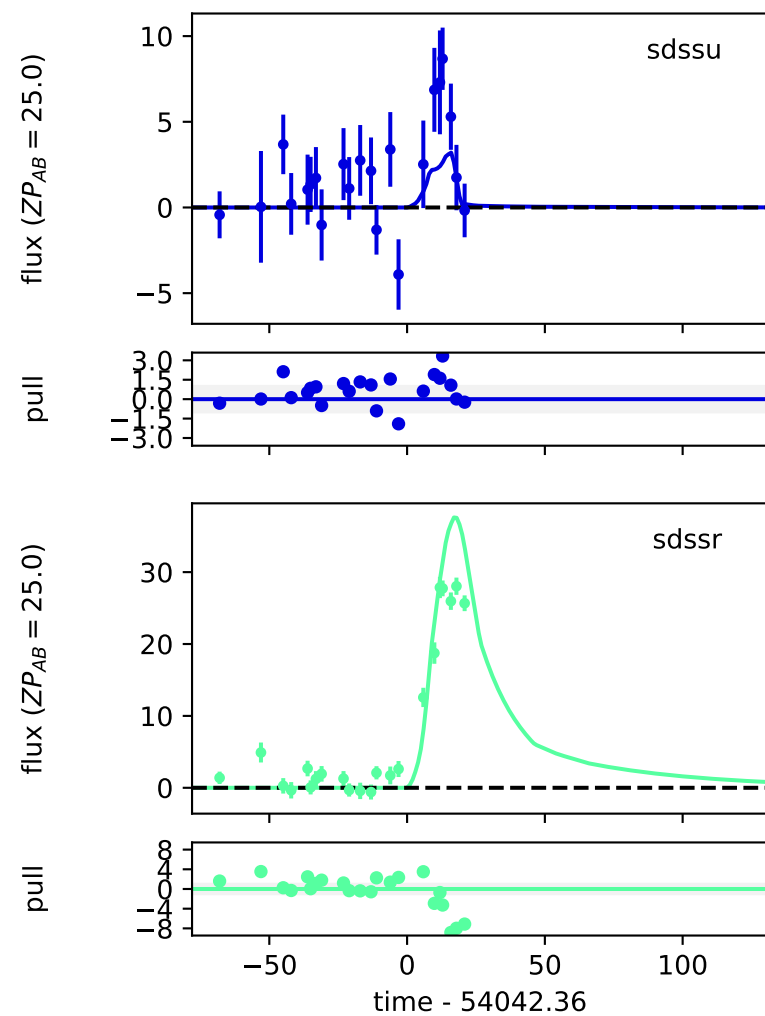 sdssu
flux (ZP_AB = 25.0)
10
5
0
−5
pull
3.0
1.5
0.0
−1.5
−3.0
sdssr
flux (ZP_AB = 25.0)
30
20
10
0
pull
8
4
0
−4
−8
−50 0 50 100
time - 54042.36